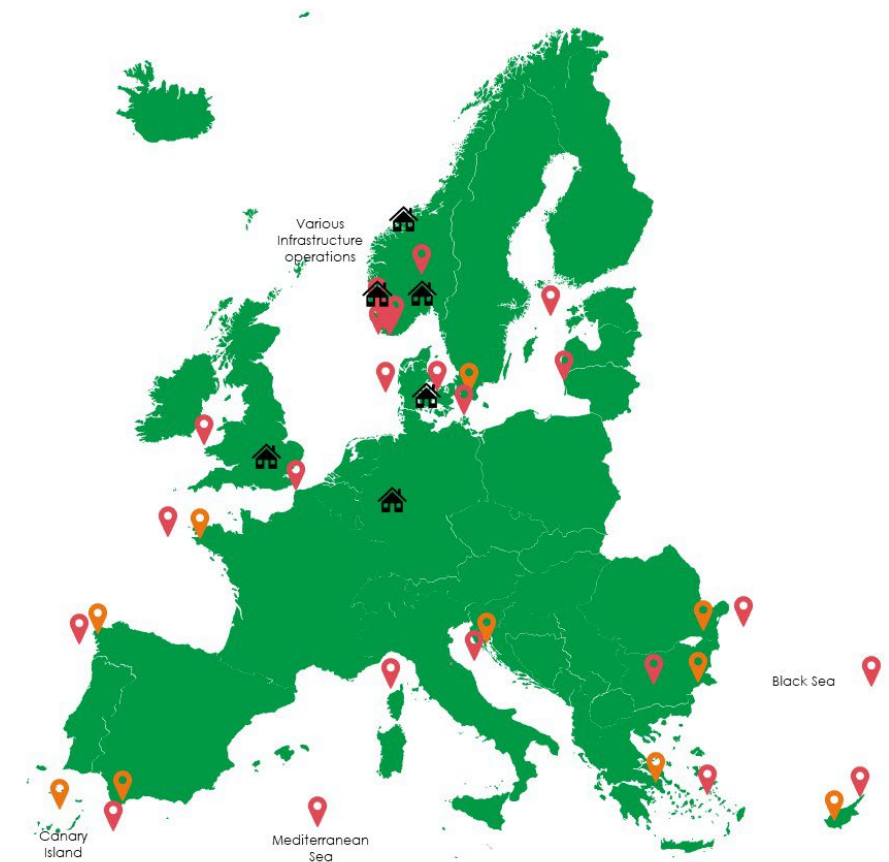 Various
Infrastructure
operations
Black Sea
Canary
Island
Mediterranean
Sea